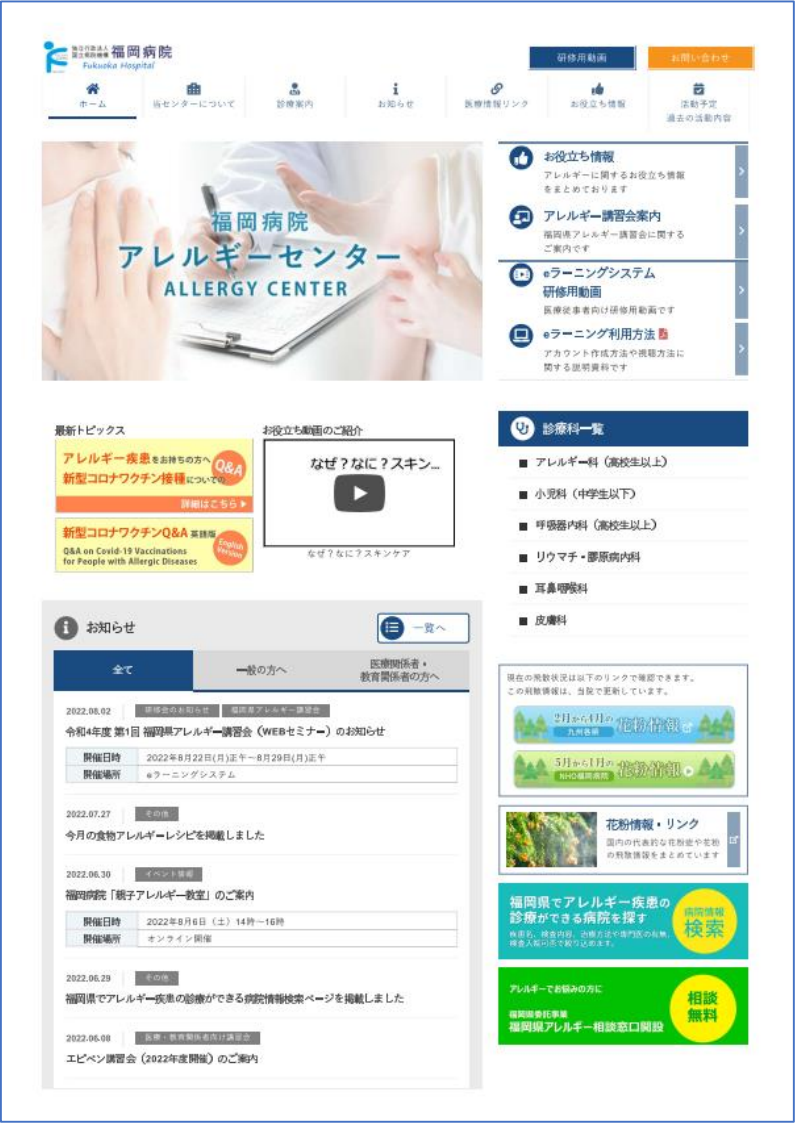 独立行政法人
国立病院機構 福岡病院
Fukuoka Hospital
研修用動画
お問い合わせ
ホーム
当センターについて
診療案内
お知らせ
医療情報リンク
お役立ち情報
活動予定
過去の活動内容
福岡病院
アレルギーセンター
ALLERGY CENTER
お役立ち情報
アレルギーに関するお役立ち情報
をまとめております
アレルギー講習会案内
福岡県アレルギー講習会に関する
ご案内です
eラーニングシステム
研修用動画
医療従事者向け研修用動画です
eラーニング利用方法
アカウント作成方法や視聴方法に
関する説明資料です
最新トピックス
アレルギー疾患をお持ちの方へ
新型コロナワクチン接種についての
Q&A
詳細はこちら
新型コロナワクチンQ&A 英語版
Q&A on Covid-19 Vaccinations
for People with Allergic Diseases
English
Version
お役立ち動画のご紹介
なぜ？なに？スキン...
なぜ？なに？スキンケア
診療科一覧
アレルギー科（高校生以上）
小児科（中学生以下）
呼吸器内科（高校生以上）
リウマチ・膠原病内科
耳鼻咽喉科
皮膚科
お知らせ
一覧へ
全て
一般の方へ
医療関係者・
教育関係者の方へ
2022.08.02 研修会のお知らせ 福岡県アレルギー講習会
令和4年度 第1回 福岡県アレルギー講習会（WEBセミナー）のお知らせ
開催日時 2022年8月22日(月)正午～8月29日(月)正午
開催場所 eラーニングシステム
2022.07.27 その他
今月の食物アレルギーレシピを掲載しました
2022.06.30 イベント情報
福岡病院「親子アレルギー教室」のご案内
開催日時 2022年8月6日（土）14時～16時
開催場所 オンライン開催
2022.06.29 その他
福岡県でアレルギー疾患の診療ができる病院情報検索ページを掲載しました
2022.06.08 医療・教育関係者向け講習会
エピペン講習会（2022年度開催）のご案内
現在の飛散状況は以下のリンクで確認できます。
この飛散情報は、当院で更新しています。
2月から4月の
九州各県
花粉情報
5月から1月の
NHO福岡病院
花粉情報
花粉情報・リンク
国内の代表的な花粉症や花粉
の飛散情報をまとめています
福岡県でアレルギー疾患の
診療ができる病院を探す
疾患名、検査内容、治療方法や専門医の有無、
検査入院可否で絞り込めます。
病院情報
検索
アレルギーでお悩みの方に
福岡県委託事業
福岡県アレルギー相談窓口開設
相談
無料